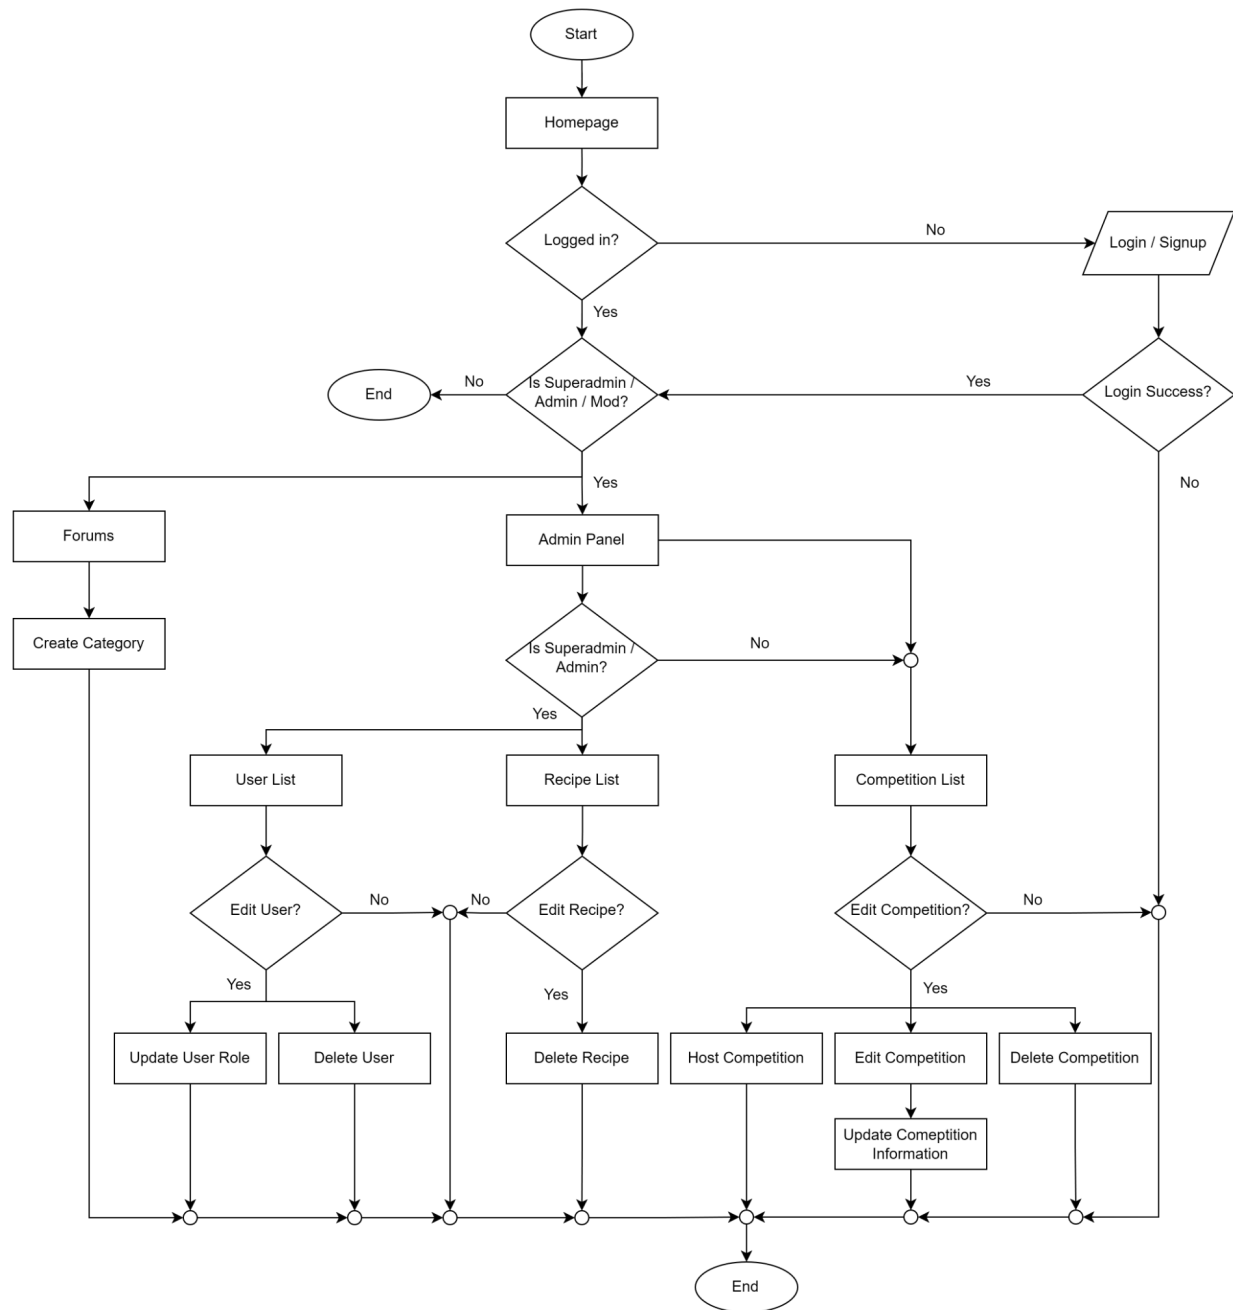 Start
Homepage
Logged in?
No
Login / Signup
Yes
End
No
Is Superadmin /
Admin / Mod?
Yes
Login Success?
Yes
No
Forums
Admin Panel
Create Category
Is Superadmin /
Admin?
No
Yes
User List
Recipe List
Competition List
Edit User?
No
No
Edit Recipe?
Edit Competition?
No
Yes
Yes
Yes
Update User Role
Delete User
Delete Recipe
Host Competition
Edit Competition
Delete Competition
Update Comeptition
Information
End